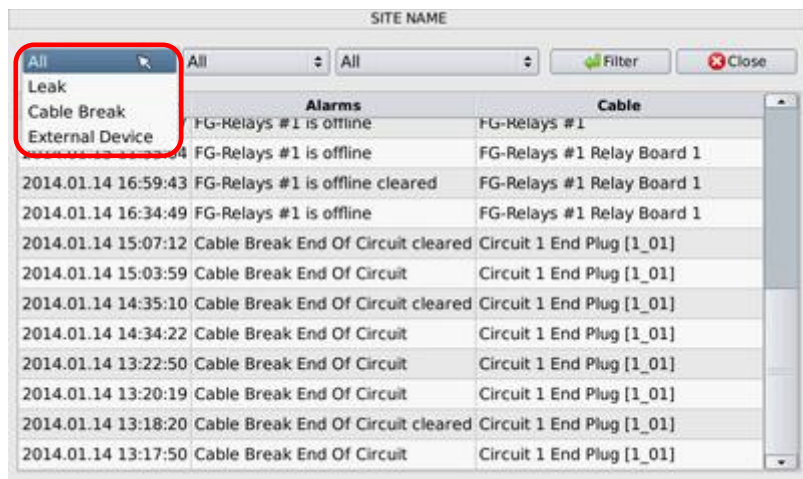 SITE NAME
All All All Filter Close
Leak
Cable Break
External Device
Alarms Cable
FG-Relays #1 is offline FG-Relays #1
FG-Relays #1 is offline FG-Relays #1 Relay Board 1
2014.01.14 16:59:43 FG-Relays #1 is offline cleared FG-Relays #1 Relay Board 1
2014.01.14 16:34:49 FG-Relays #1 is offline FG-Relays #1 Relay Board 1
2014.01.14 15:07:12 Cable Break End Of Circuit cleared Circuit 1 End Plug [1_01]
2014.01.14 15:03:59 Cable Break End Of Circuit Circuit 1 End Plug [1_01]
2014.01.14 14:35:10 Cable Break End Of Circuit cleared Circuit 1 End Plug [1_01]
2014.01.14 14:34:22 Cable Break End Of Circuit Circuit 1 End Plug [1_01]
2014.01.14 13:22:50 Cable Break End Of Circuit Circuit 1 End Plug [1_01]
2014.01.14 13:20:19 Cable Break End Of Circuit Circuit 1 End Plug [1_01]
2014.01.14 13:18:20 Cable Break End Of Circuit cleared Circuit 1 End Plug [1_01]
2014.01.14 13:17:50 Cable Break End Of Circuit Circuit 1 End Plug [1_01]